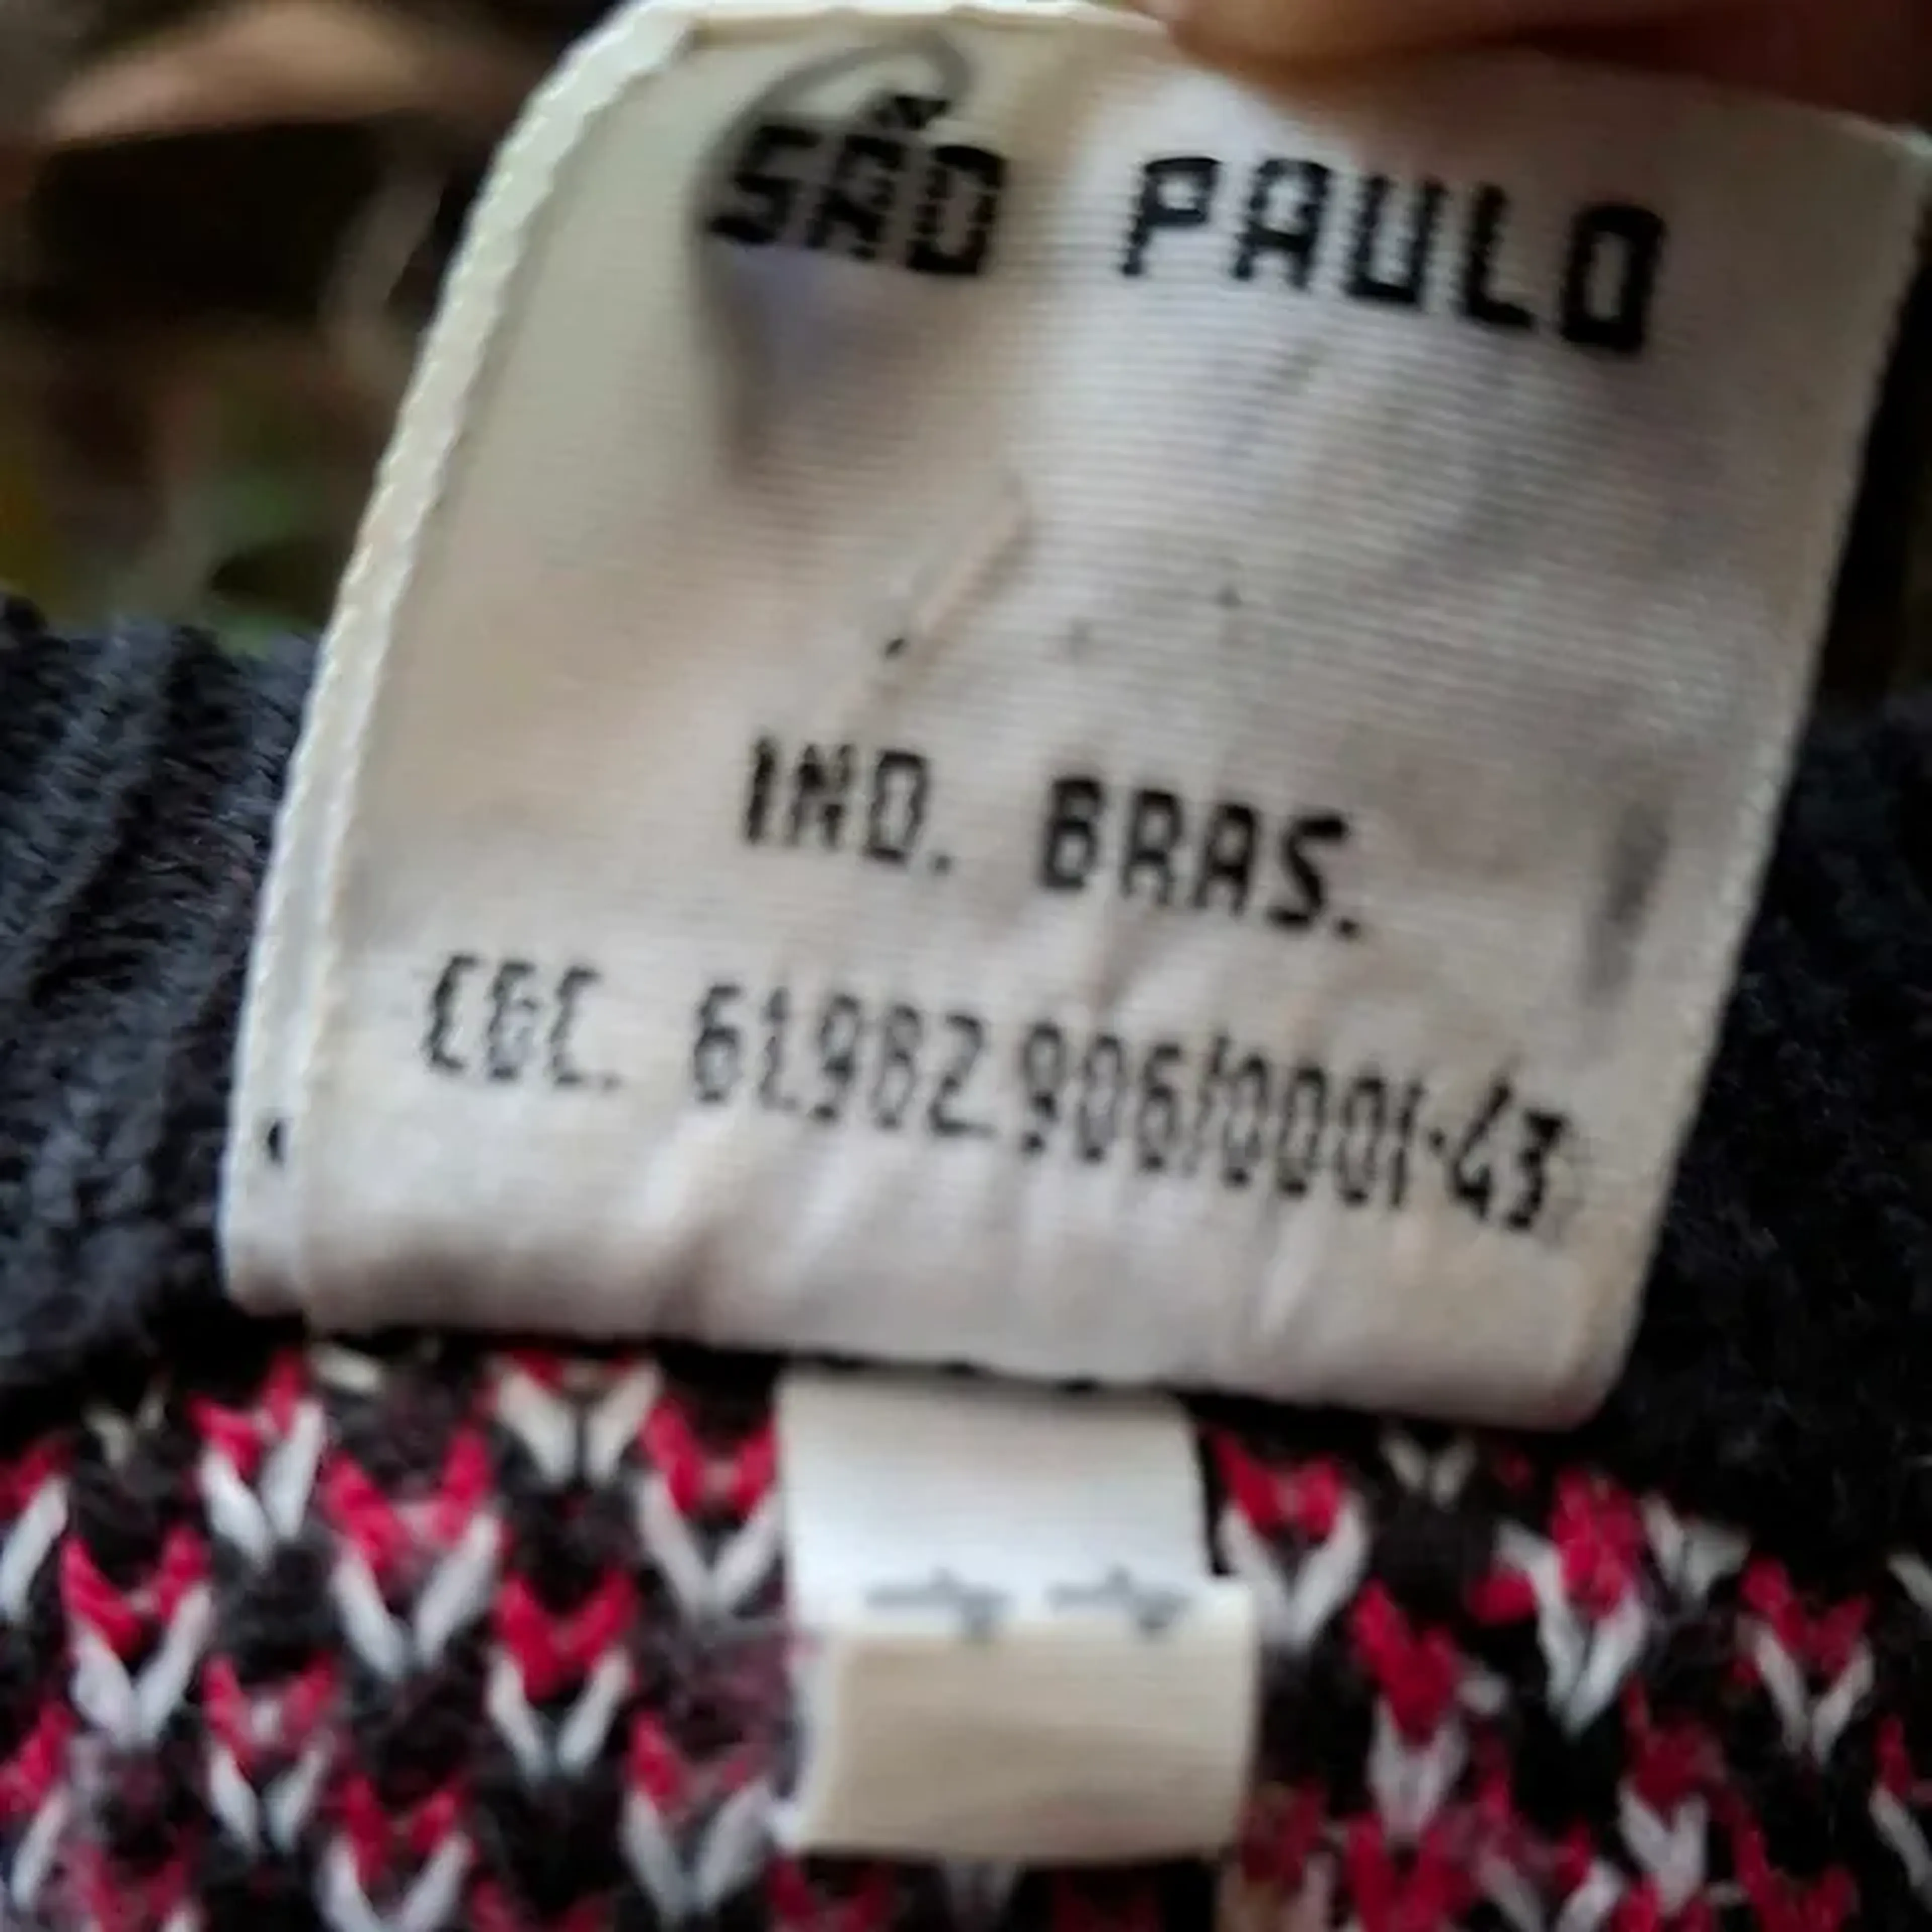 SÃO PAULO
IND. BRAS.
CGC. 61.982.906/0001-43